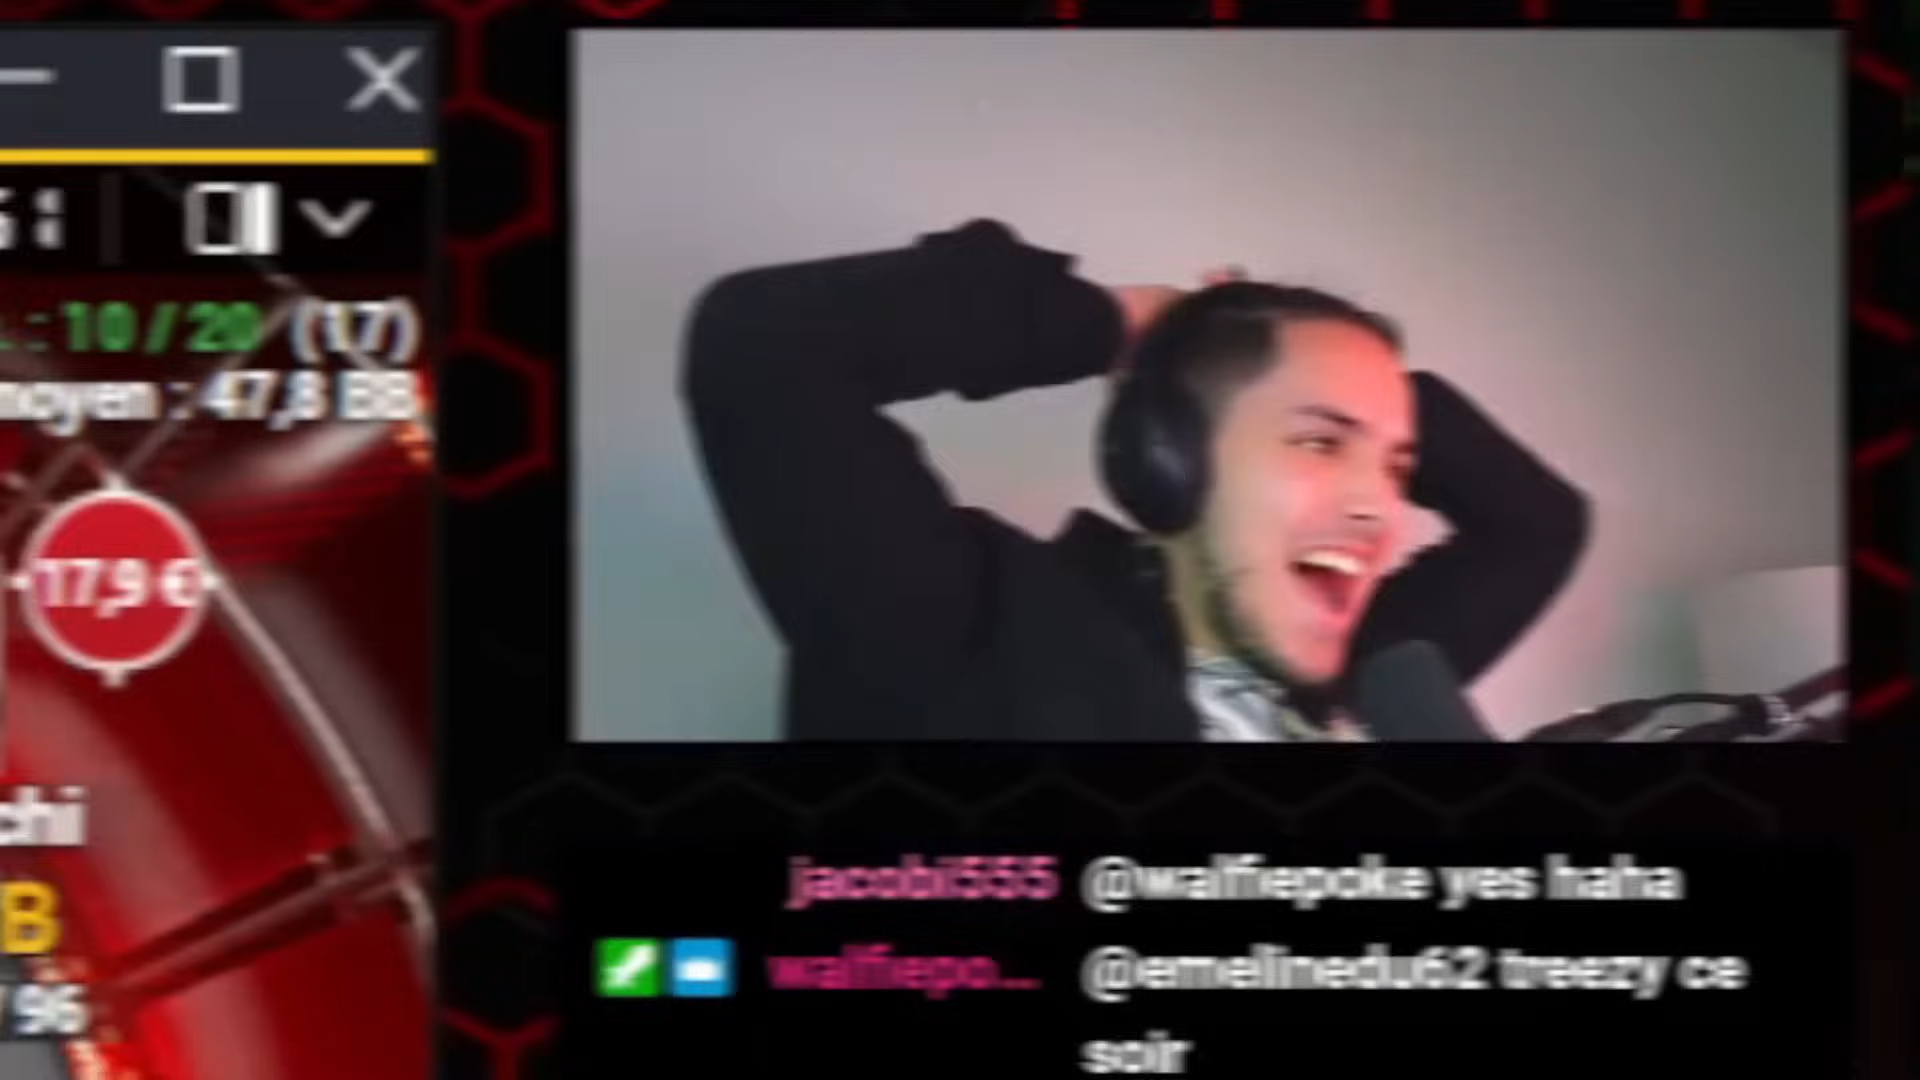 : 10 / 20 (17)
moyen : 47,8 BB
17,9 €
chi
B
/ 96
jacobi555 @walfiepoke yes haha
walfiepo... @emelinedu62 treezy ce
soir